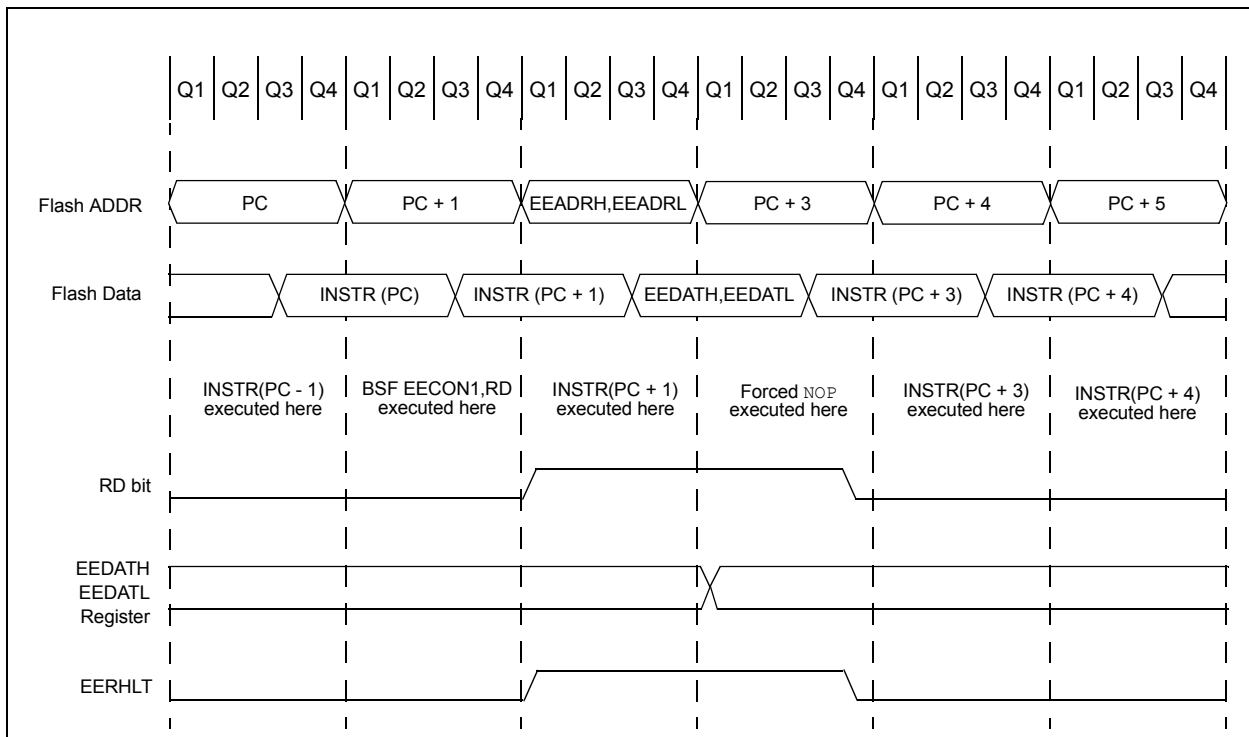 Q1 Q2 Q3 Q4 Q1 Q2 Q3 Q4 Q1 Q2 Q3 Q4 Q1 Q2 Q3 Q4 Q1 Q2 Q3 Q4 Q1 Q2 Q3 Q4
Flash ADDR PC PC + 1 EEADRH,EEADRL PC + 3 PC + 4 PC + 5
Flash Data INSTR (PC) INSTR (PC + 1) EEDATH,EEDATL INSTR (PC + 3) INSTR (PC + 4)
INSTR(PC - 1) BSF EECON1,RD INSTR(PC + 1) Forced NOP INSTR(PC + 3) INSTR(PC + 4)
executed here executed here executed here executed here executed here executed here
RD bit
EEDATH
EEDATL
Register
EERHLT